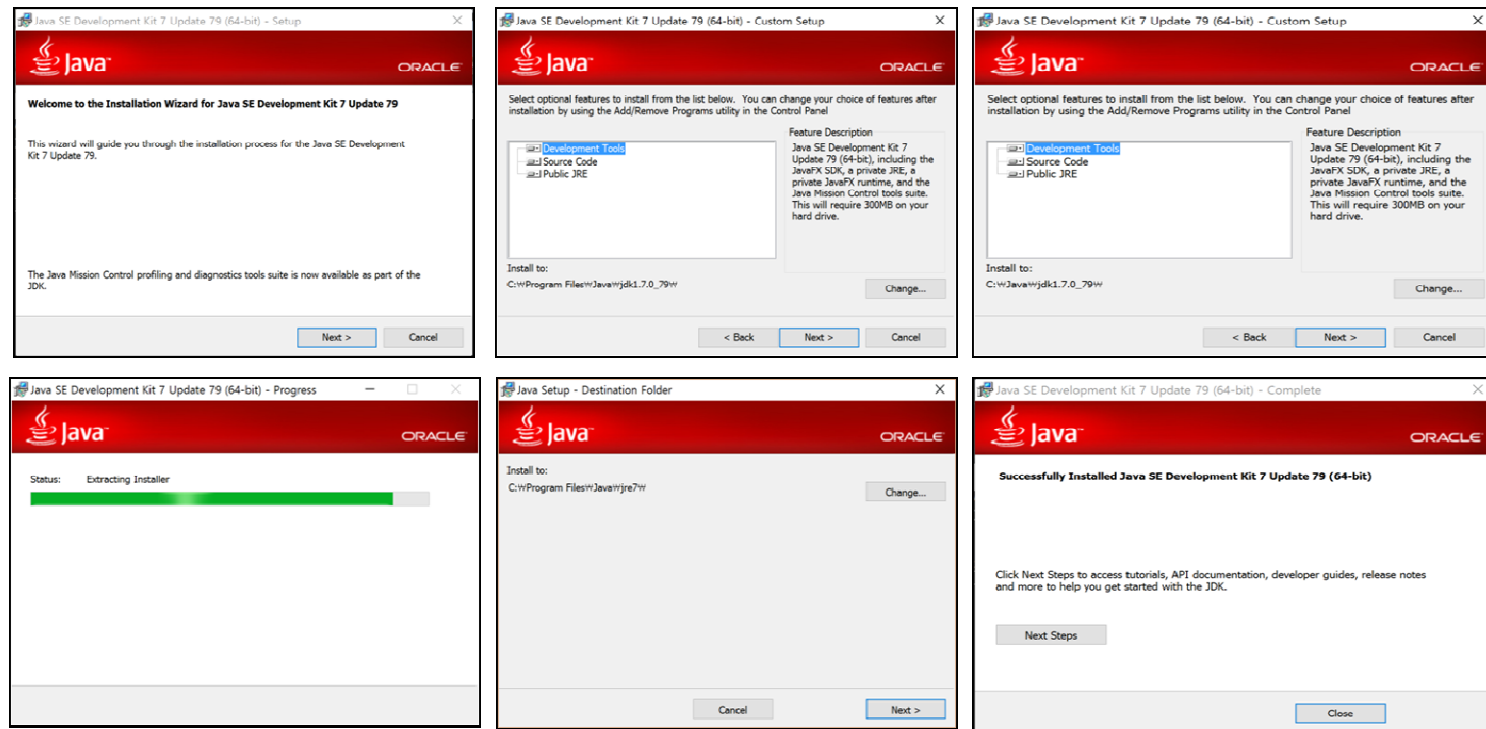 Java SE Development Kit 7 Update 79 (64-bit) - Setup
Java
ORACLE
Welcome to the Installation Wizard for Java SE Development Kit 7 Update 79
This wizard will guide you through the installation process for the Java SE Development
Kit 7 Update 79.
The Java Mission Control profiling and diagnostics tools suite is now available as part of the
JDK.
Next >
Cancel
Java SE Development Kit 7 Update 79 (64-bit) - Custom Setup
Java
ORACLE
Select optional features to install from the list below. You can change your choice of features after
installation by using the Add/Remove Programs utility in the Control Panel
Development Tools
Source Code
Public JRE
Feature Description
Java SE Development Kit 7
Update 79 (64-bit), including the
JavaFX SDK, a private JRE, a
private JavaFX runtime, and the
Java Mission Control tools suite.
This will require 300MB on your
hard drive.
Install to:
C:₩Program Files₩Java₩jdk1.7.0_79₩
Change...
< Back
Next >
Cancel
Java SE Development Kit 7 Update 79 (64-bit) - Custom Setup
Java
ORACLE
Select optional features to install from the list below. You can change your choice of features after
installation by using the Add/Remove Programs utility in the Control Panel
Development Tools
Source Code
Public JRE
Feature Description
Java SE Development Kit 7
Update 79 (64-bit), including the
JavaFX SDK, a private JRE, a
private JavaFX runtime, and the
Java Mission Control tools suite.
This will require 300MB on your
hard drive.
Install to:
C:₩Java₩jdk1.7.0_79₩
Change...
< Back
Next >
Cancel
Java SE Development Kit 7 Update 79 (64-bit) - Progress
Java
ORACLE
Status: Extracting Installer
Java Setup - Destination Folder
Java
ORACLE
Install to:
C:₩Program Files₩Java₩jre7₩
Change...
Cancel
Next >
Java SE Development Kit 7 Update 79 (64-bit) - Complete
Java
ORACLE
Successfully Installed Java SE Development Kit 7 Update 79 (64-bit)
Click Next Steps to access tutorials, API documentation, developer guides, release notes
and more to help you get started with the JDK.
Next Steps
Close